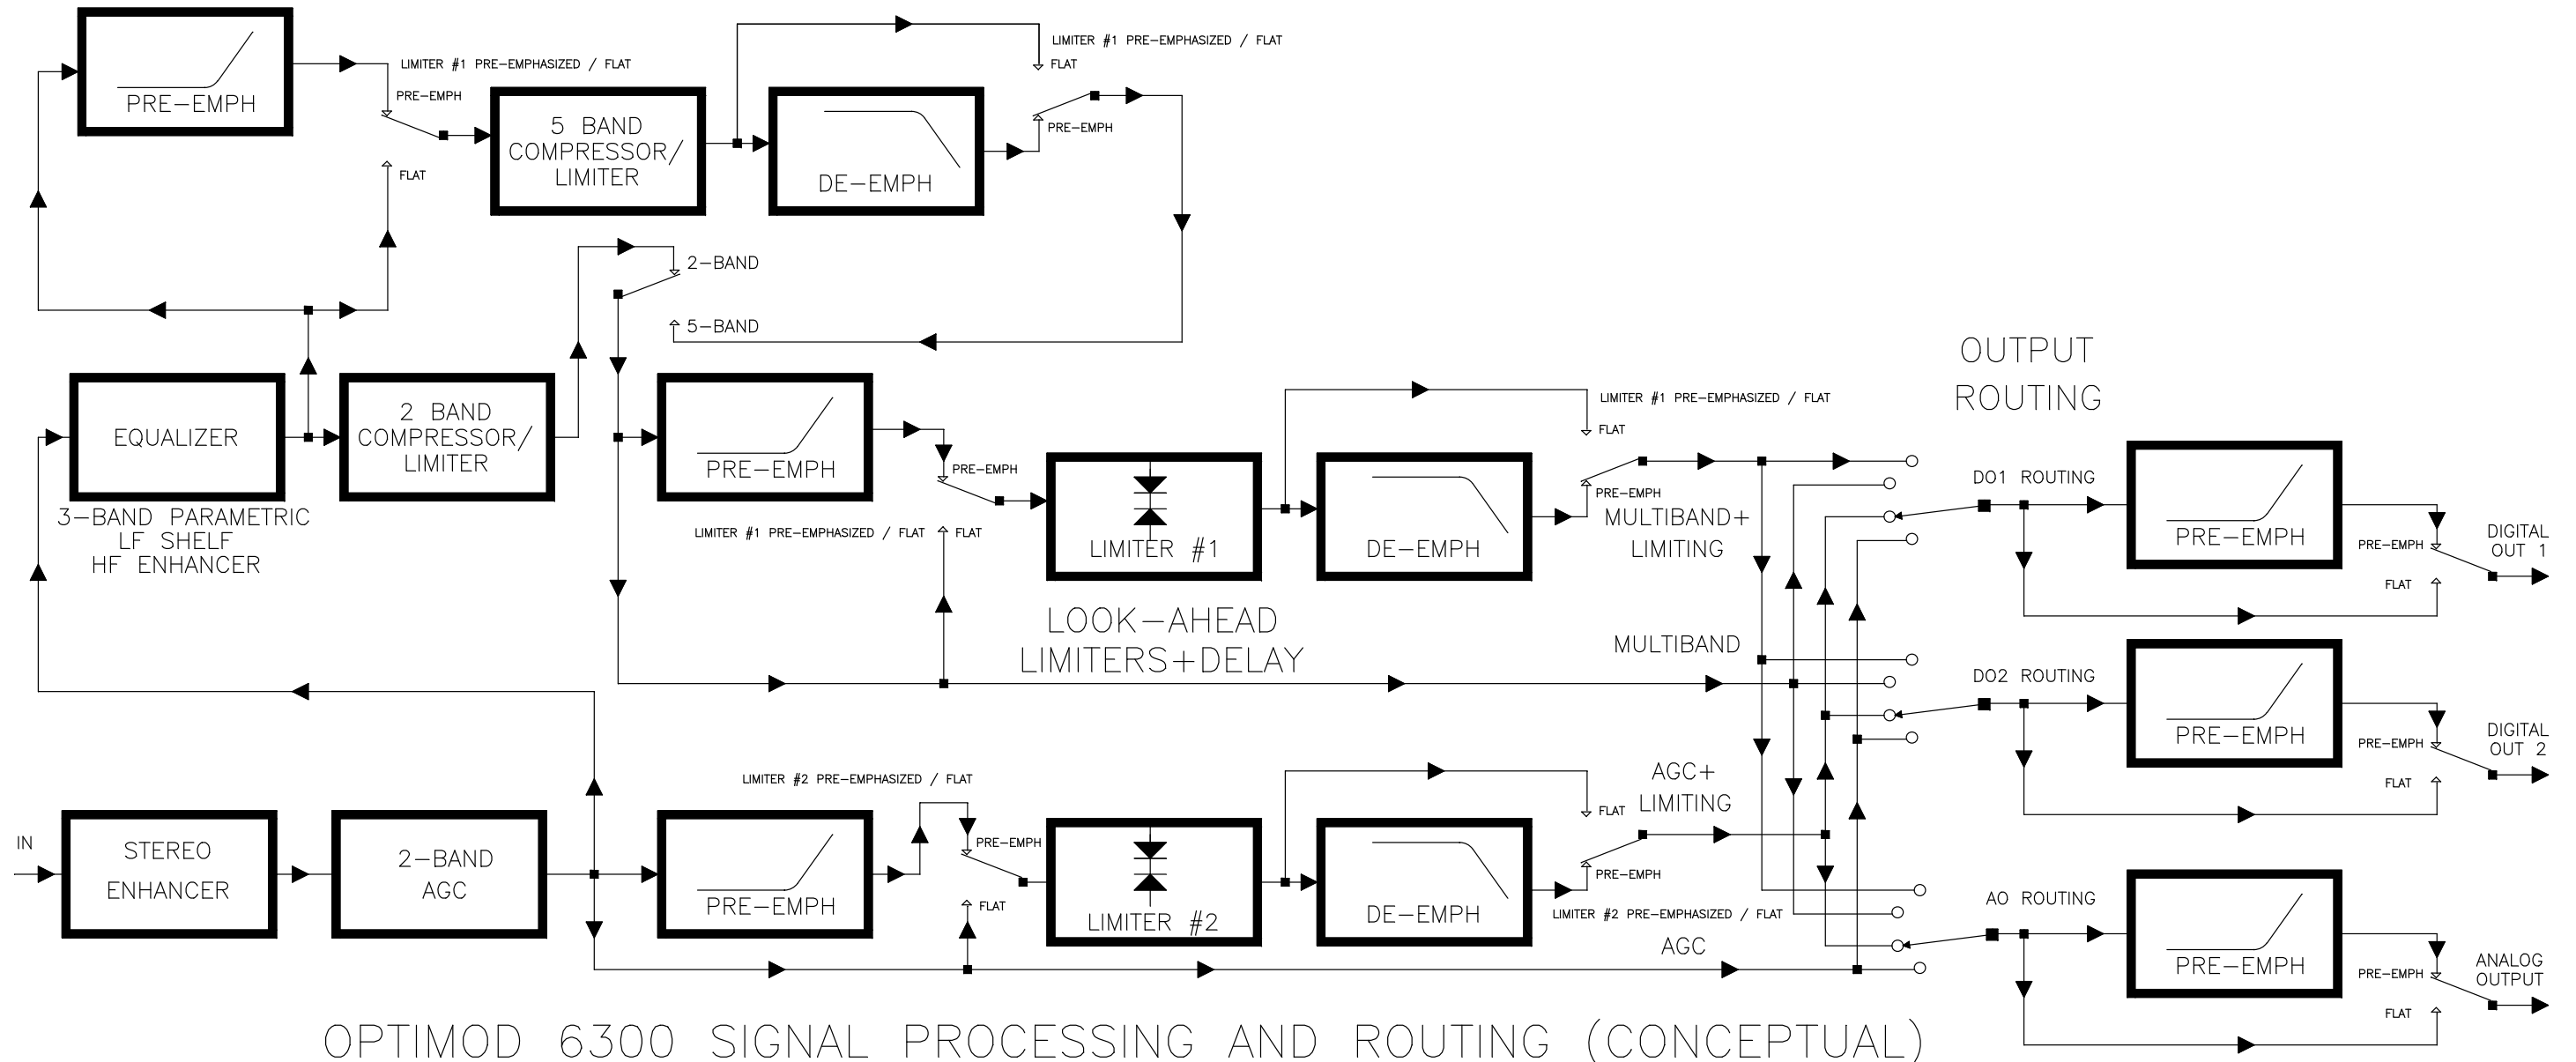 PRE-EMPH
LIMITER #1 PRE-EMPHASIZED / FLAT
PRE-EMPH
FLAT
5 BAND
COMPRESSOR/
LIMITER
DE-EMPH
LIMITER #1 PRE-EMPHASIZED / FLAT
FLAT
PRE-EMPH
2-BAND
5-BAND
EQUALIZER
3-BAND PARAMETRIC
LF SHELF
HF ENHANCER
2 BAND
COMPRESSOR/
LIMITER
PRE-EMPH
PRE-EMPH
LIMITER #1 PRE-EMPHASIZED / FLAT
FLAT
LIMITER #1
DE-EMPH
LIMITER #1 PRE-EMPHASIZED / FLAT
FLAT
PRE-EMPH
MULTIBAND+
LIMITING
LOOK-AHEAD
LIMITERS+DELAY
MULTIBAND
OUTPUT
ROUTING
DO1 ROUTING
PRE-EMPH
PRE-EMPH
FLAT
DIGITAL
OUT 1
DO2 ROUTING
PRE-EMPH
PRE-EMPH
FLAT
DIGITAL
OUT 2
IN
STEREO
ENHANCER
2-BAND
AGC
LIMITER #2 PRE-EMPHASIZED / FLAT
PRE-EMPH
PRE-EMPH
FLAT
LIMITER #2
DE-EMPH
AGC+
LIMITING
FLAT
PRE-EMPH
LIMITER #2 PRE-EMPHASIZED / FLAT
AGC
AO ROUTING
PRE-EMPH
PRE-EMPH
FLAT
ANALOG
OUTPUT
OPTIMOD 6300 SIGNAL PROCESSING AND ROUTING (CONCEPTUAL)